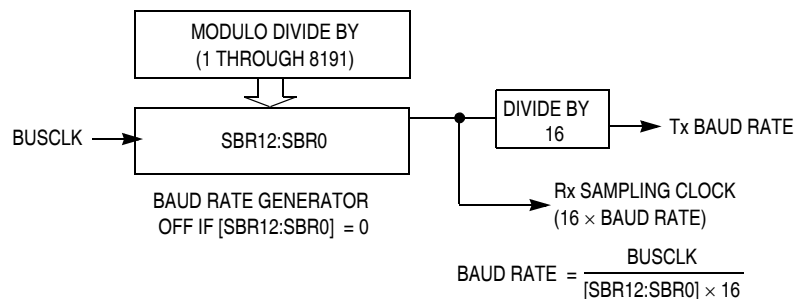 MODULO DIVIDE BY
(1 THROUGH 8191)
BUSCLK
SBR12:SBR0
DIVIDE BY
16
Tx BAUD RATE
BAUD RATE GENERATOR
OFF IF [SBR12:SBR0] = 0
Rx SAMPLING CLOCK
(16 × BAUD RATE)
BAUD RATE =
BUSCLK
[SBR12:SBR0] × 16